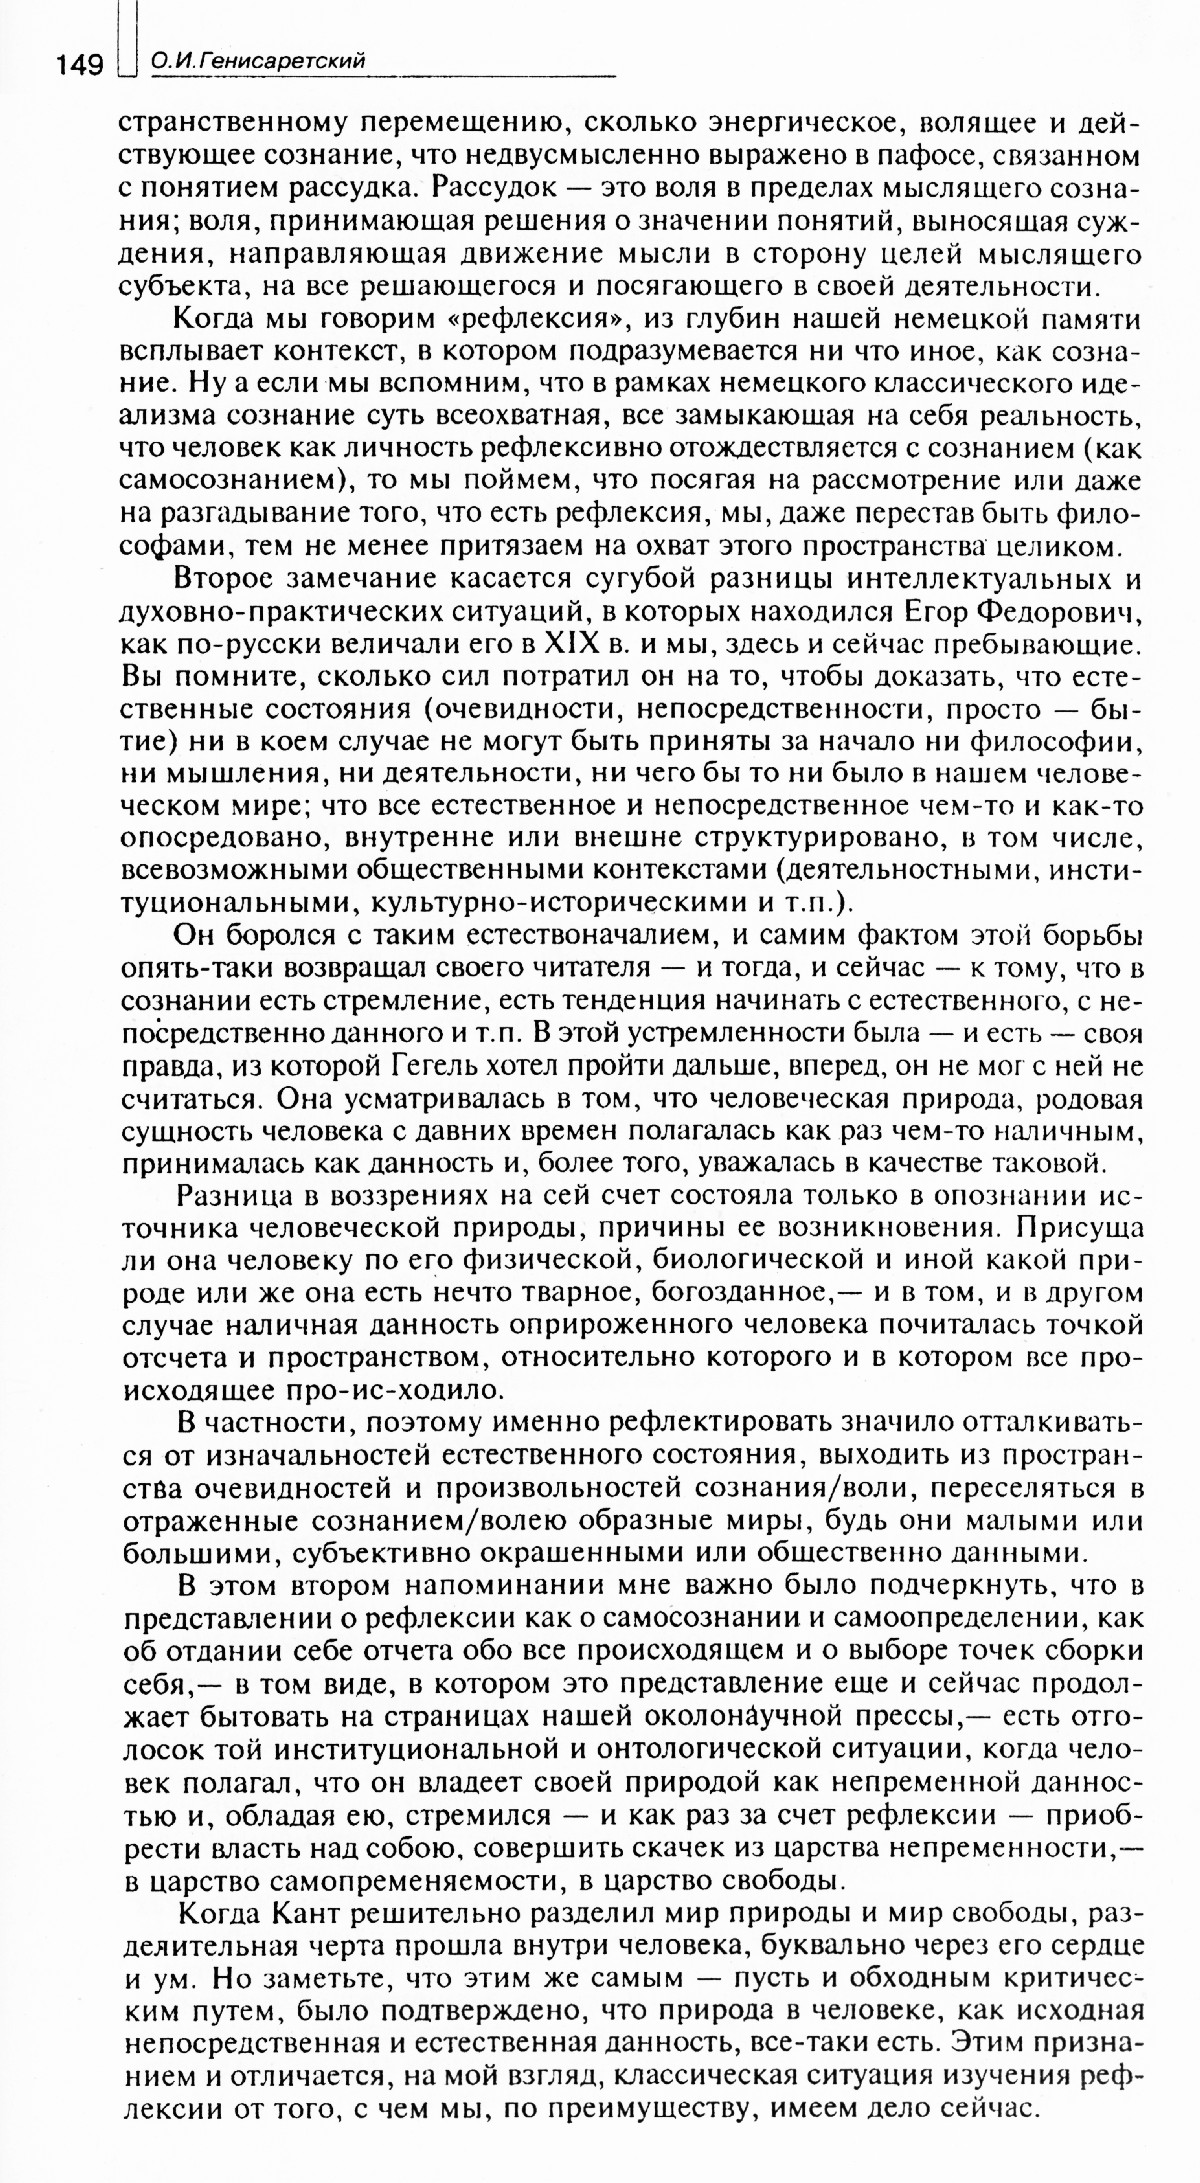 149
О.И.Генисаретский
странственному перемещению, сколько энергическое, волящее и дей-
ствующее сознание, что недвусмысленно выражено в пафосе, связанном
с понятием рассудка. Рассудок — это воля в пределах мыслящего созна-
ния; воля, принимающая решения о значении понятий, выносящая суж-
дения, направляющая движение мысли в сторону целей мыслящего
субъекта, на все решающегося и посягающего в своей деятельности.
Когда мы говорим «рефлексия», из глубин нашей немецкой памяти
всплывает контекст, в котором подразумевается ни что иное, как созна-
ние. Ну а если мы вспомним, что в рамках немецкого классического иде-
ализма сознание суть всеохватная, все замыкающая на себя реальность,
что человек как личность рефлексивно отождествляется с сознанием (как
самосознанием), то мы поймем, что посягая на рассмотрение или даже
на разгадывание того, что есть рефлексия, мы, даже перестав быть фило-
софами, тем не менее притязаем на охват этого пространства целиком.
Второе замечание касается сугубой разницы интеллектуальных и
духовно-практических ситуаций, в которых находился Егор Федорович,
как по-русски величали его в XIX в. и мы, здесь и сейчас пребывающие.
Вы помните, сколько сил потратил он на то, чтобы доказать, что есте-
ственные состояния (очевидности, непосредственности, просто — бы-
тие) ни в коем случае не могут быть приняты за начало ни философии,
ни мышления, ни деятельности, ни чего бы то ни было в нашем челове-
ческом мире; что все естественное и непосредственное чем-то и как-то
опосредовано, внутренне или внешне структурировано, в том числе,
всевозможными общественными контекстами (деятельностными, инсти-
туциональными, культурно-историческими и т.п.).
Он боролся с таким естествоначалием, и самим фактом этой борьбы
опять-таки возвращал своего читателя — и тогда, и сейчас — к тому, что в
сознании есть стремление, есть тенденция начинать с естественного, с не-
посредственно данного и т.п. В этой устремленности была — и есть — своя
правда, из которой Гегель хотел пройти дальше, вперед, он не мог с ней не
считаться. Она усматривалась в том, что человеческая природа, родовая
сущность человека с давних времен полагалась как раз чем-то наличным,
принималась как данность и, более того, уважалась в качестве таковой.
Разница в воззрениях на сей счет состояла только в опознании ис-
точника человеческой природы, причины ее возникновения. Присуща
ли она человеку по его физической, биологической и иной какой при-
роде или же она есть нечто тварное, богозданное,— и в том, и в другом
случае наличная данность оприроженного человека почиталась точкой
отсчета и пространством, относительно которого и в котором все про-
исходящее про-ис-ходило.
В частности, поэтому именно рефлектировать значило отталкивать-
ся от изначальностей естественного состояния, выходить из простран-
ства очевидностей и произвольностей сознания/воли, переселяться в
отраженные сознанием/волею образные миры, будь они малыми или
большими, субъективно окрашенными или общественно данными.
В этом втором напоминании мне важно было подчеркнуть, что в
представлении о рефлексии как о самосознании и самоопределении, как
об отдании себе отчета обо все происходящем и о выборе точек сборки
себя,— в том виде, в котором это представление еще и сейчас продол-
жает бытовать на страницах нашей околонаучной прессы,— есть отго-
лосок той институциональной и онтологической ситуации, когда чело-
век полагал, что он владеет своей природой как непременной даннос-
тью и, обладая ею, стремился — и как раз за счет рефлексии — приоб-
рести власть над собою, совершить скачек из царства непременности,—
в царство самопременяемости, в царство свободы.
Когда Кант решительно разделил мир природы и мир свободы, раз-
делительная черта прошла внутри человека, буквально через его сердце
и ум. Но заметьте, что этим же самым — пусть и обходным критичес-
ким путем, было подтверждено, что природа в человеке, как исходная
непосредственная и естественная данность, все-таки есть. Этим призна-
нием и отличается, на мой взгляд, классическая ситуация изучения реф-
лексии от того, с чем мы, по преимуществу, имеем дело сейчас.